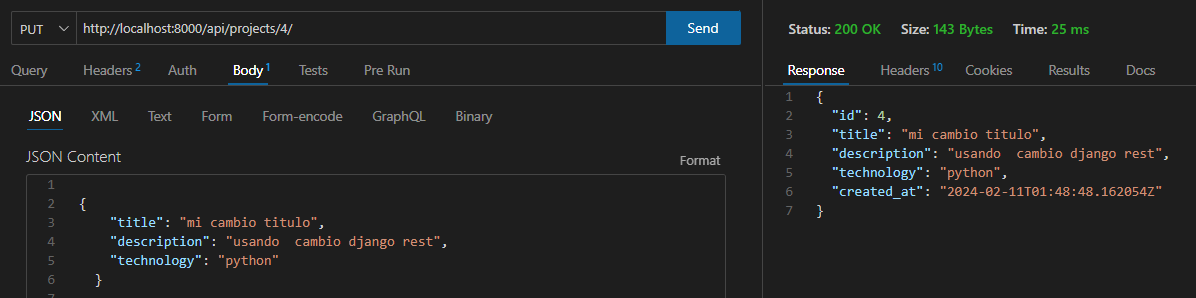 PUT http://localhost:8000/api/projects/4/ Send
Query Headers 2 Auth Body 1 Tests Pre Run
JSON XML Text Form Form-encode GraphQL Binary
JSON Content Format
1
2 {
3 "title": "mi cambio titulo",
4 "description": "usando  cambio django rest",
5 "technology": "python"
6 }
Status: 200 OK Size: 143 Bytes Time: 25 ms
Response Headers 10 Cookies Results Docs
1 {
2 "id": 4,
3 "title": "mi cambio titulo",
4 "description": "usando  cambio django rest",
5 "technology": "python",
6 "created_at": "2024-02-11T01:48:48.162054Z"
7 }